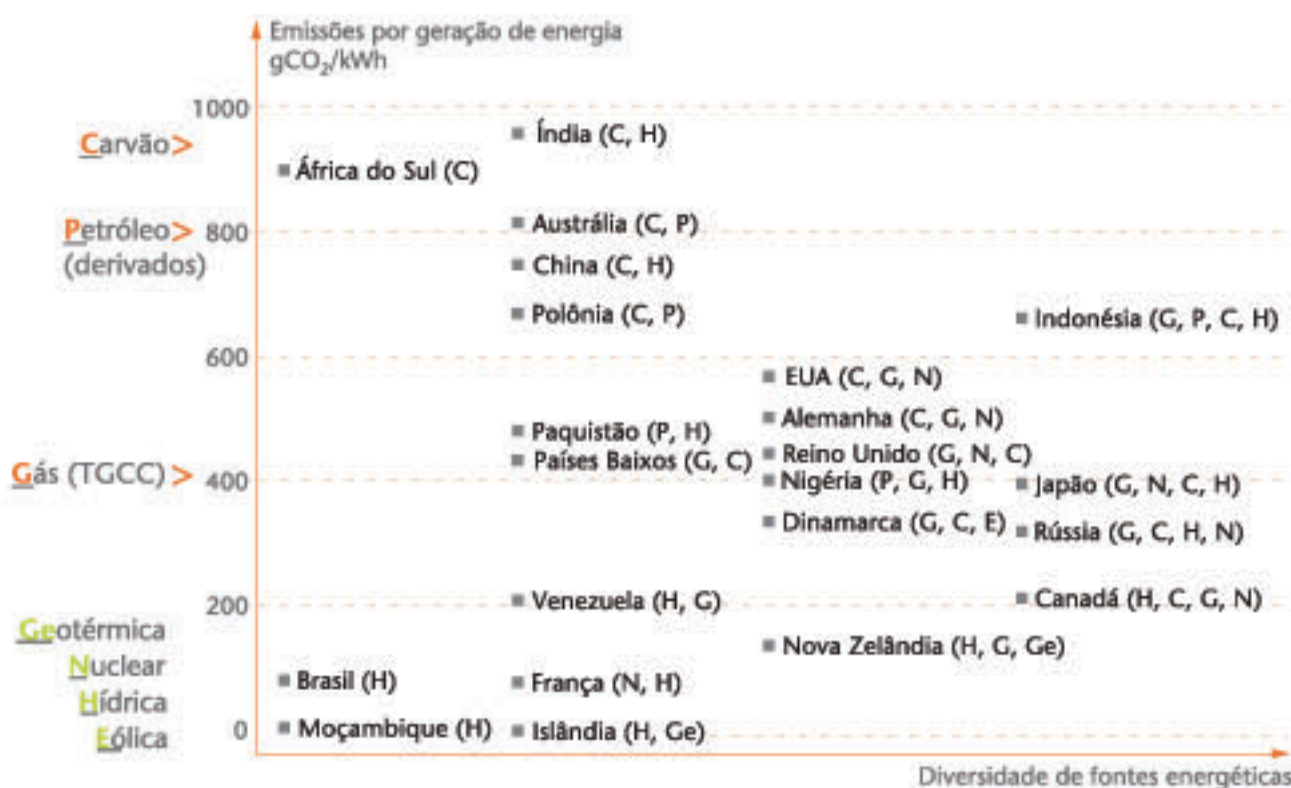 Emissões por geração de energia
gCO₂/kWh
1000
Carvão>
Índia (C, H)
África do Sul (C)
Petróleo>
(derivados)
800
Austrália (C, P)
China (C, H)
Polônia (C, P)
Indonésia (G, P, C, H)
600
EUA (C, G, N)
Alemanha (C, G, N)
Paquistão (P, H)
Países Baixos (G, C)
Reino Unido (G, N, C)
Gás (TGCC) >
400
Nigéria (P, G, H)
Japão (G, N, C, H)
Dinamarca (G, C, E)
Rússia (G, C, H, N)
200
Venezuela (H, G)
Canadá (H, C, G, N)
Geotérmica
Nuclear
Hídrica
Eólica
Nova Zelândia (H, G, Ge)
Brasil (H)
França (N, H)
0
Moçambique (H)
Islândia (H, Ge)
Diversidade de fontes energéticas